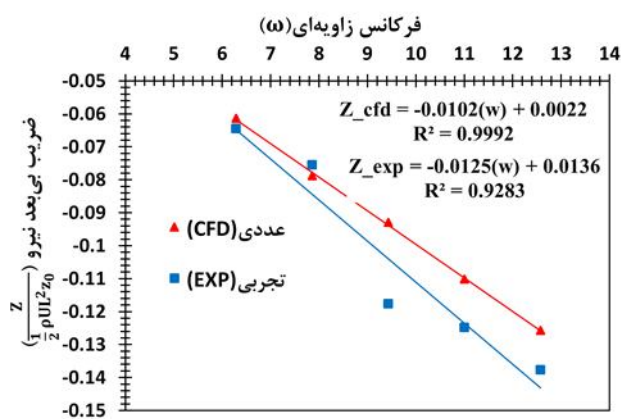 فرکانس زاویه‌ای(ω)
4 5 6 7 8 9 10 11 12 13 14
-0.05
-0.06
-0.07
-0.08
-0.09
-0.1
-0.11
-0.12
-0.13
-0.14
-0.15
ضریب بی‌بعد نیرو (Z / ½ρUL²z₀)
Z_cfd = -0.0102(w) + 0.0022
R² = 0.9992
Z_exp = -0.0125(w) + 0.0136
R² = 0.9283
عددی(CFD)
تجربی(EXP)